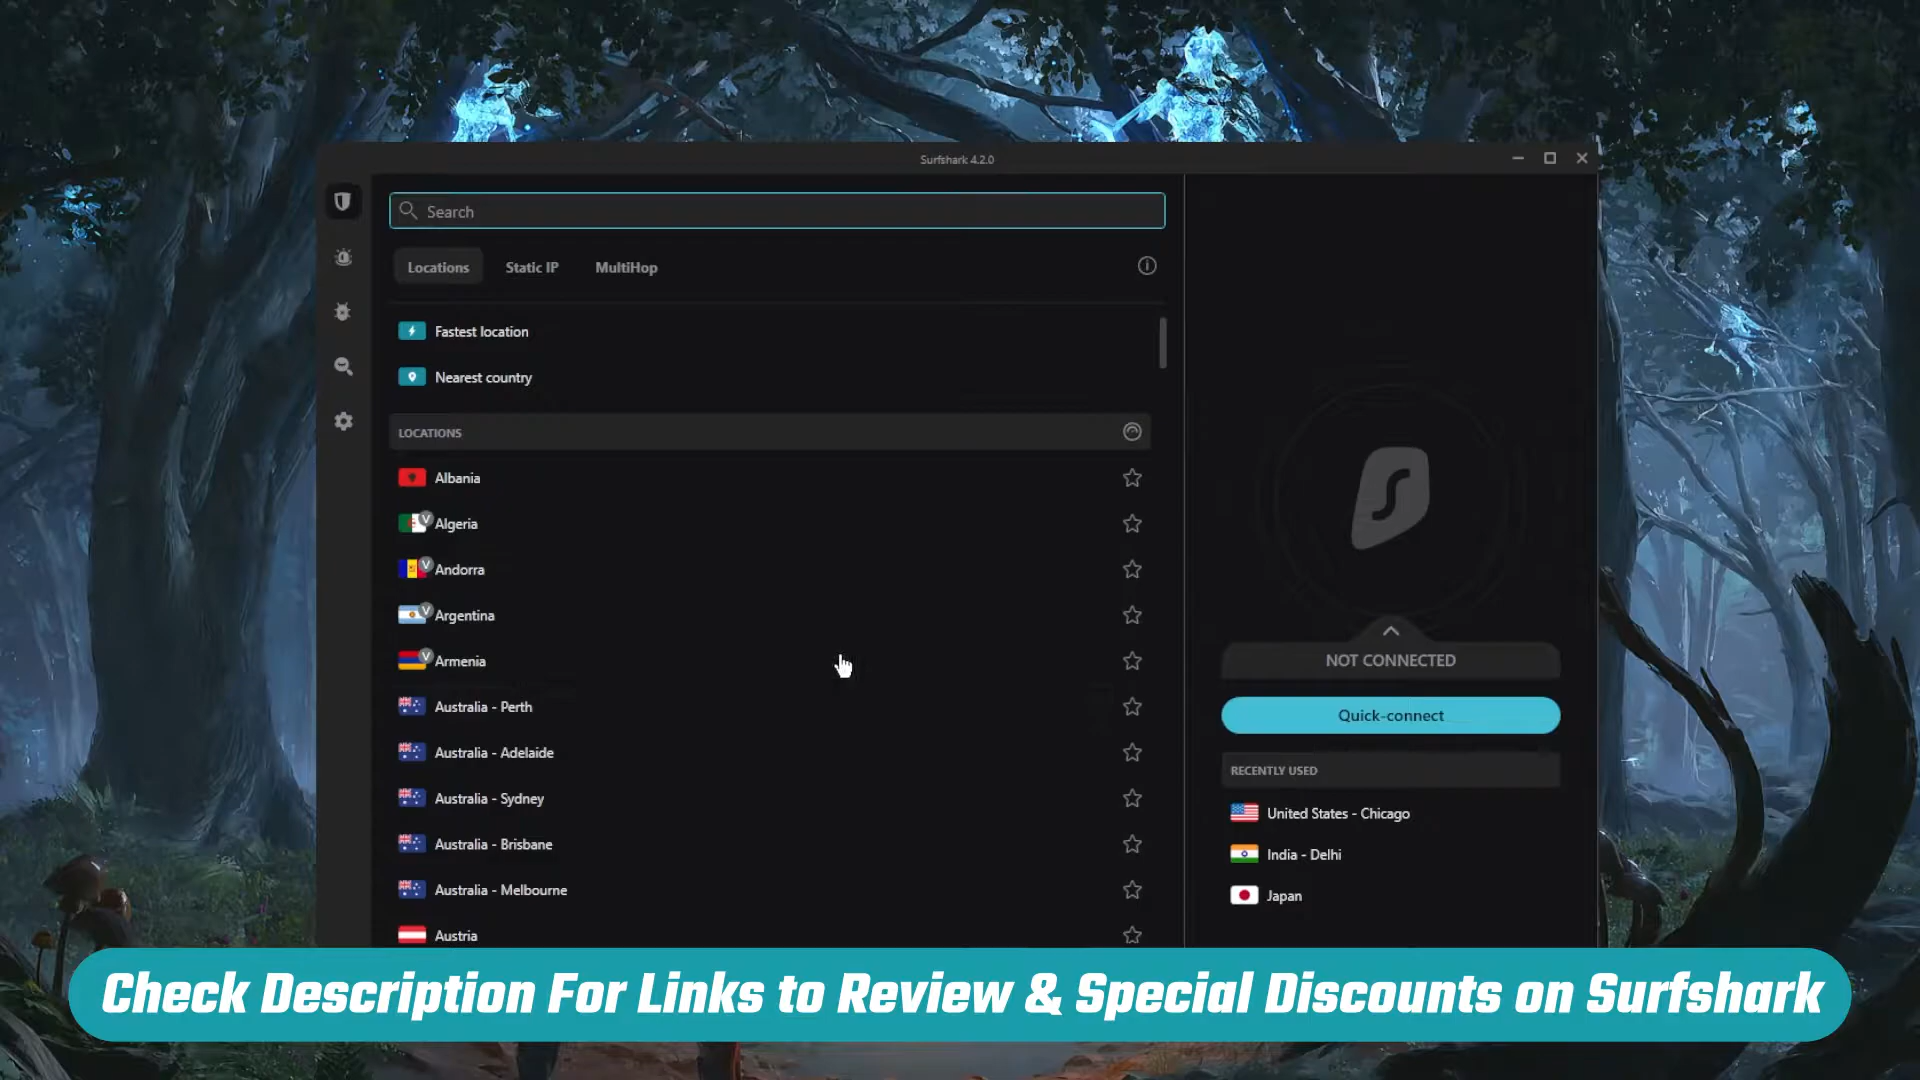 Surfshark 4.2.0
Search
Locations
Static IP
MultiHop
Fastest location
Nearest country
LOCATIONS
Albania
V
Algeria
V
Andorra
V
Argentina
V
Armenia
Australia - Perth
Australia - Adelaide
Australia - Sydney
Australia - Brisbane
Australia - Melbourne
Austria
NOT CONNECTED
Quick-connect
RECENTLY USED
United States - Chicago
India - Delhi
Japan
Check Description For Links to Review & Special Discounts on Surfshark